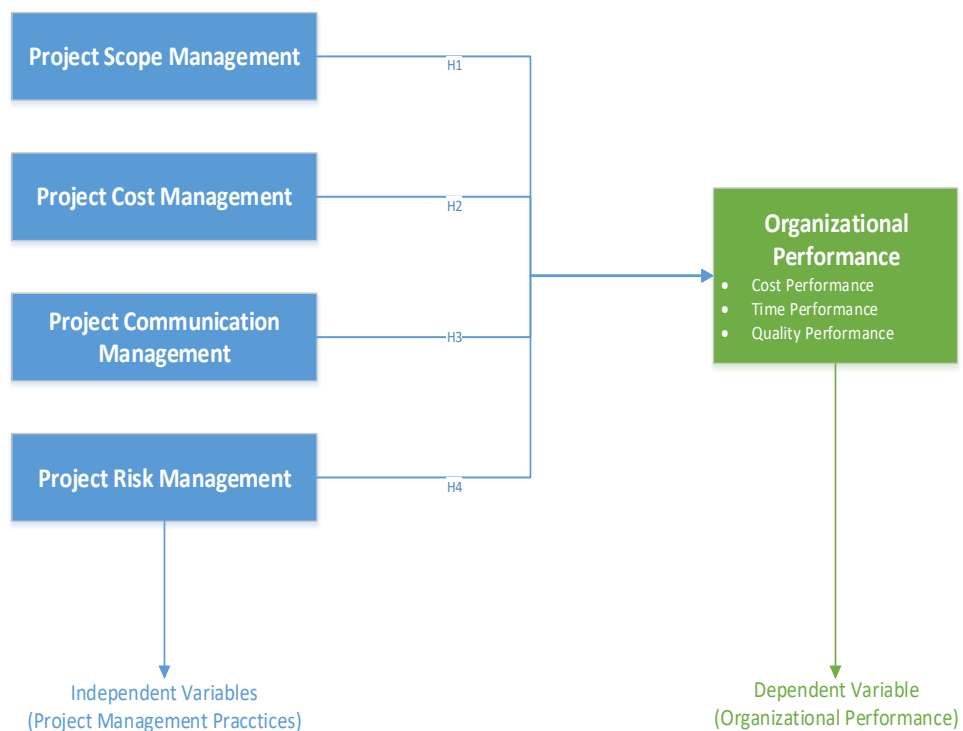 Project Scope Management
H1
Project Cost Management
H2
Project Communication
Management
H3
Project Risk Management
H4
Organizational
Performance
• Cost Performance
• Time Performance
• Quality Performance
Independent Variables
(Project Management Pracctices)
Dependent Variable
(Organizational Performance)